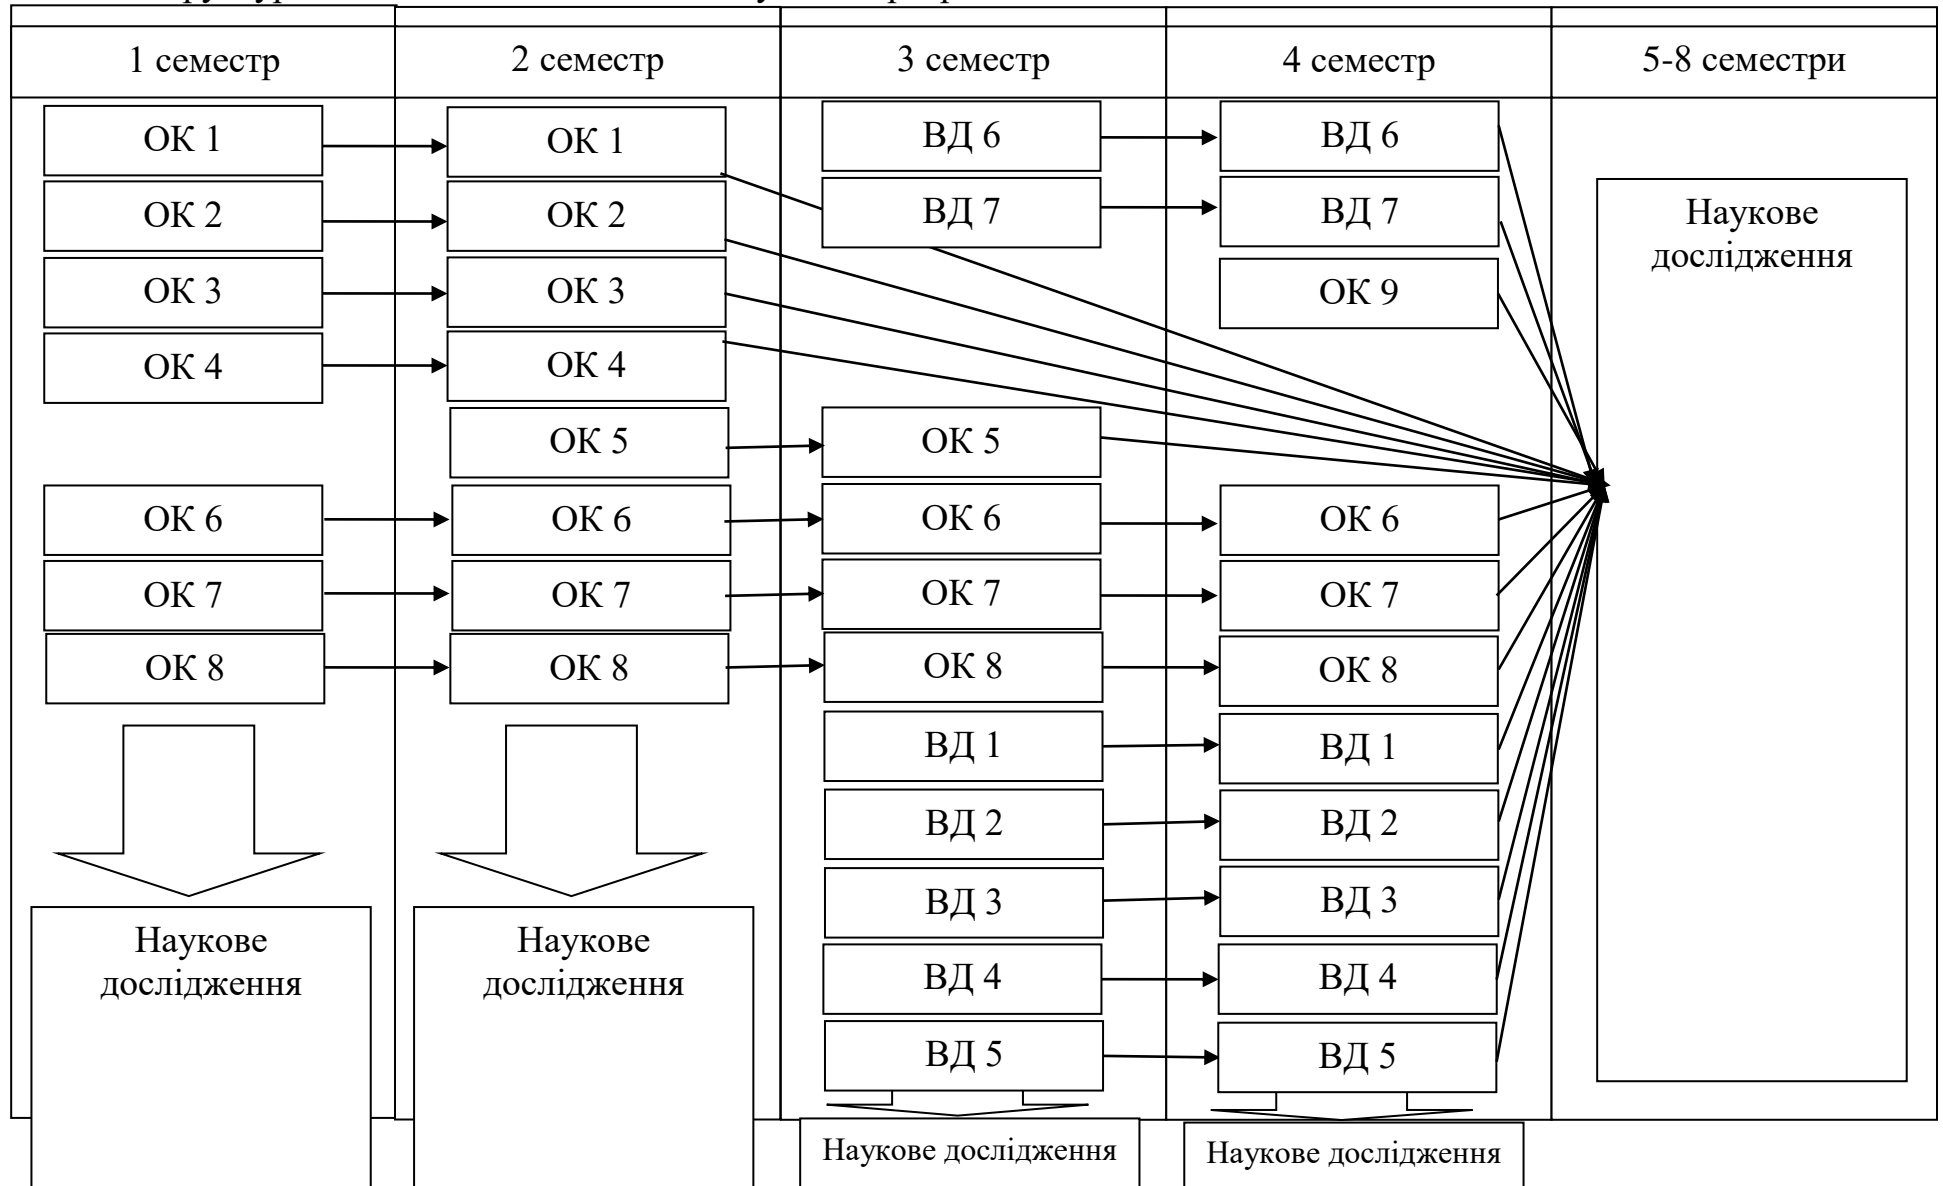 1 семестр
2 семестр
3 семестр
4 семестр
5-8 семестри
ОК 1
ОК 2
ОК 3
ОК 4
ОК 6
ОК 7
ОК 8
Наукове
дослідження
ОК 1
ОК 2
ОК 3
ОК 4
ОК 5
ОК 6
ОК 7
ОК 8
Наукове
дослідження
ВД 6
ВД 7
ОК 5
ОК 6
ОК 7
ОК 8
ВД 1
ВД 2
ВД 3
ВД 4
ВД 5
Наукове дослідження
ВД 6
ВД 7
ОК 9
ОК 6
ОК 7
ОК 8
ВД 1
ВД 2
ВД 3
ВД 4
ВД 5
Наукове дослідження
Наукове
дослідження